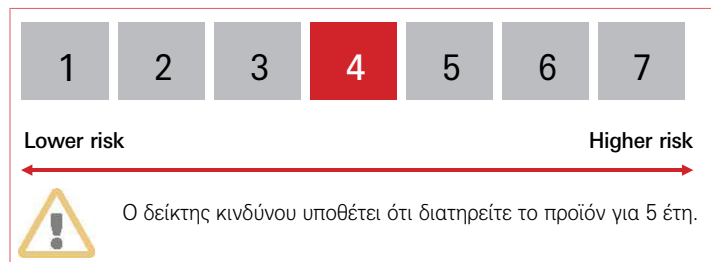 1 2 3 4 5 6 7
Lower risk Higher risk
Ο δείκτης κινδύνου υποθέτει ότι διατηρείτε το προϊόν για 5 έτη.